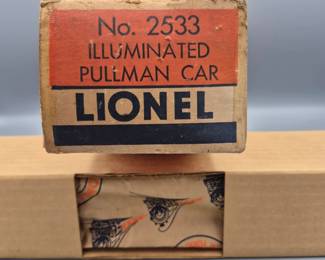 No. 2533
ILLUMINATED
PULLMAN CAR
LIONEL